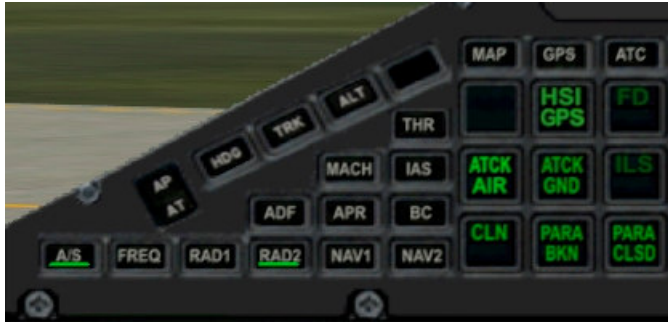 MAP GPS ATC
HSI
GPS
FD
ALT
TRK
HDG
THR
AP
AT
MACH IAS
ATCK
AIR
ATCK
GND
ILS
ADF APR BC
CLN
PARA
BKN
PARA
CLSD
A/S FREQ RAD1 RAD2 NAV1 NAV2